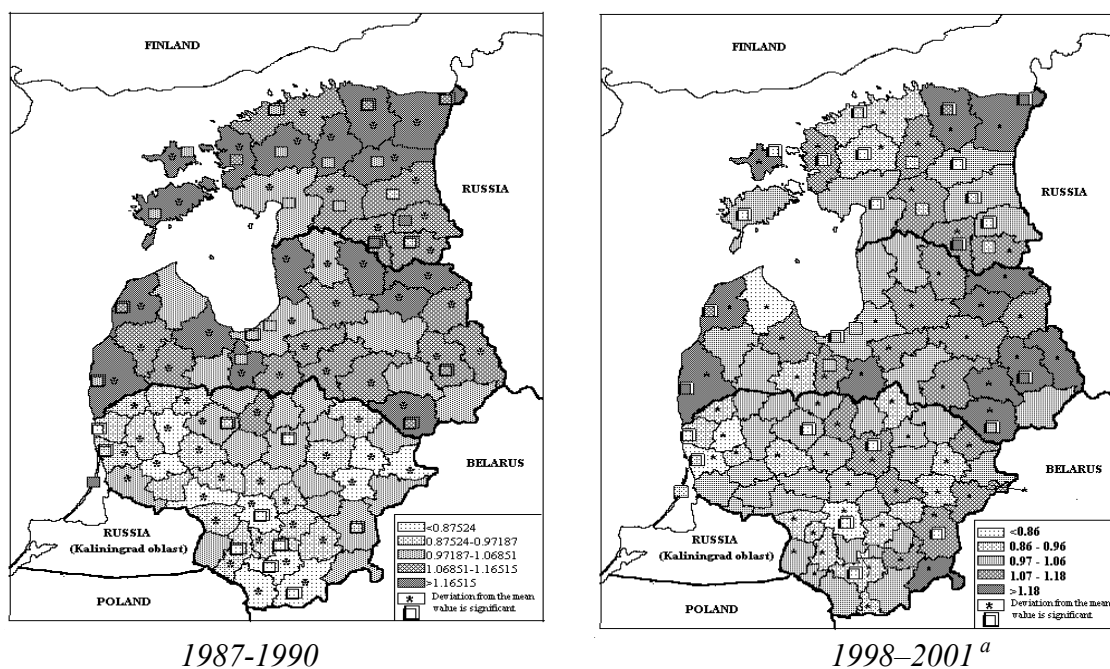 FINLAND
RUSSIA
BELARUS
RUSSIA
(Kaliningrad oblast)
POLAND
<0.87524
0.87524-0.97187
0.97187-1.06851
1.06851-1.16515
>1.16515
Deviation from the mean
value is significant
1987-1990
FINLAND
RUSSIA
BELARUS
RUSSIA
(Kaliningrad oblast)
POLAND
<0.86
0.86 - 0.96
0.97 - 1.06
1.07 - 1.18
>1.18
Deviation from the mean
value is significant.
1998–2001 a